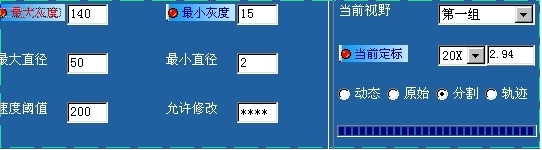 最大灰度 140 最小灰度 15 当前视野 第一组
当前定标 20X 2.94
最大直径 50 最小直径 2
动态 原始 分割 轨迹
速度阈值 200 允许修改 ****